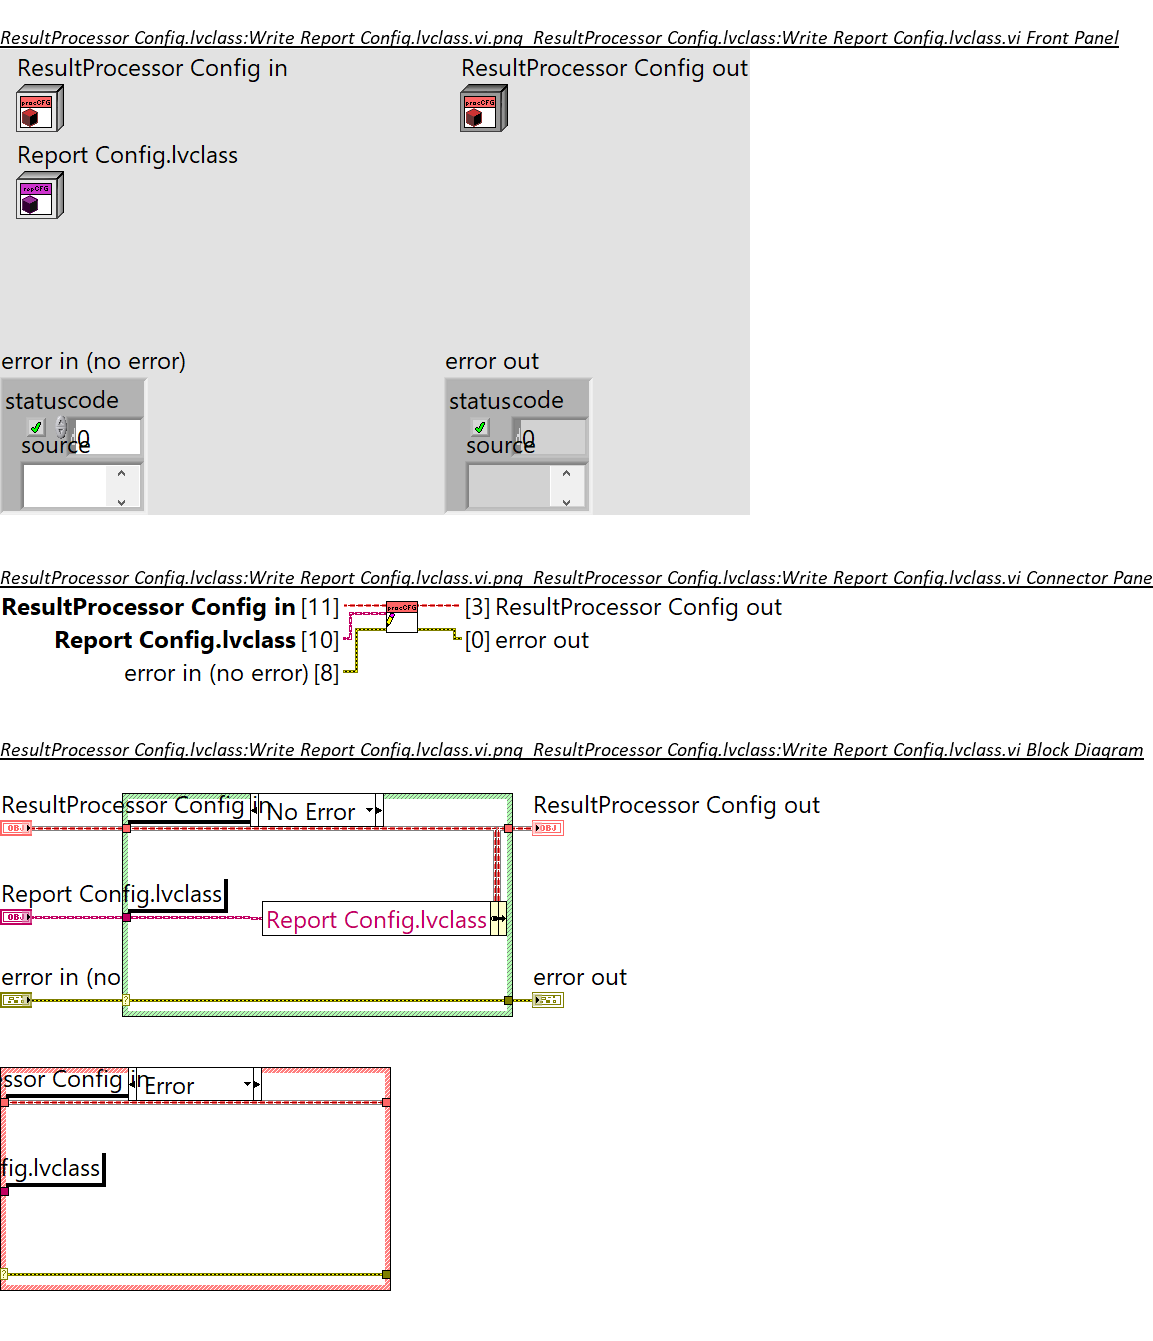 ResultProcessor Config.lvclass:Write Report Config.lvclass.vi.png ResultProcessor Config.lvclass:Write Report Config.lvclass.vi Front Panel
ResultProcessor Config in
ResultProcessor Config out
procCFG
procCFG
Report Config.lvclass
repCFG
error in (no error)
error out
status code
status code
0
0
source
source
ResultProcessor Config.lvclass:Write Report Config.lvclass.vi.png ResultProcessor Config.lvclass:Write Report Config.lvclass.vi Connector Pane
ResultProcessor Config in [11]
procCFG
[3] ResultProcessor Config out
Report Config.lvclass [10]
[0] error out
error in (no error) [8]
ResultProcessor Config.lvclass:Write Report Config.lvclass.vi.png ResultProcessor Config.lvclass:Write Report Config.lvclass.vi Block Diagram
ResultProcessor Config in
No Error
ResultProcessor Config out
OBJ
OBJ
Report Config.lvclass
OBJ
Report Config.lvclass
error in (no
error out
?
ssor Config in
Error
fig.lvclass
?